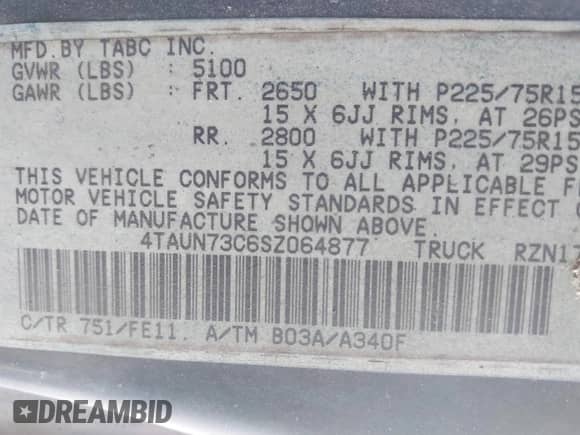 MFD.BY TABC INC.
GVWR (LBS) : 5100
GAWR (LBS) : FRT. 2650 WITH P225/75R15
15 X 6JJ RIMS, AT 26PS
RR. 2800 WITH P225/75R15
15 X 6JJ RIMS, AT 29PS
THIS VEHICLE CONFORMS TO ALL APPLICABLE F
MOTOR VEHICLE SAFETY STANDARDS IN EFFECT
DATE OF MANUFACTURE SHOWN ABOVE.
4TAUN73C6SZ064877 TRUCK RZN1
C/TR 751/FE11. A/TM B03A/A340F
DREAMBID